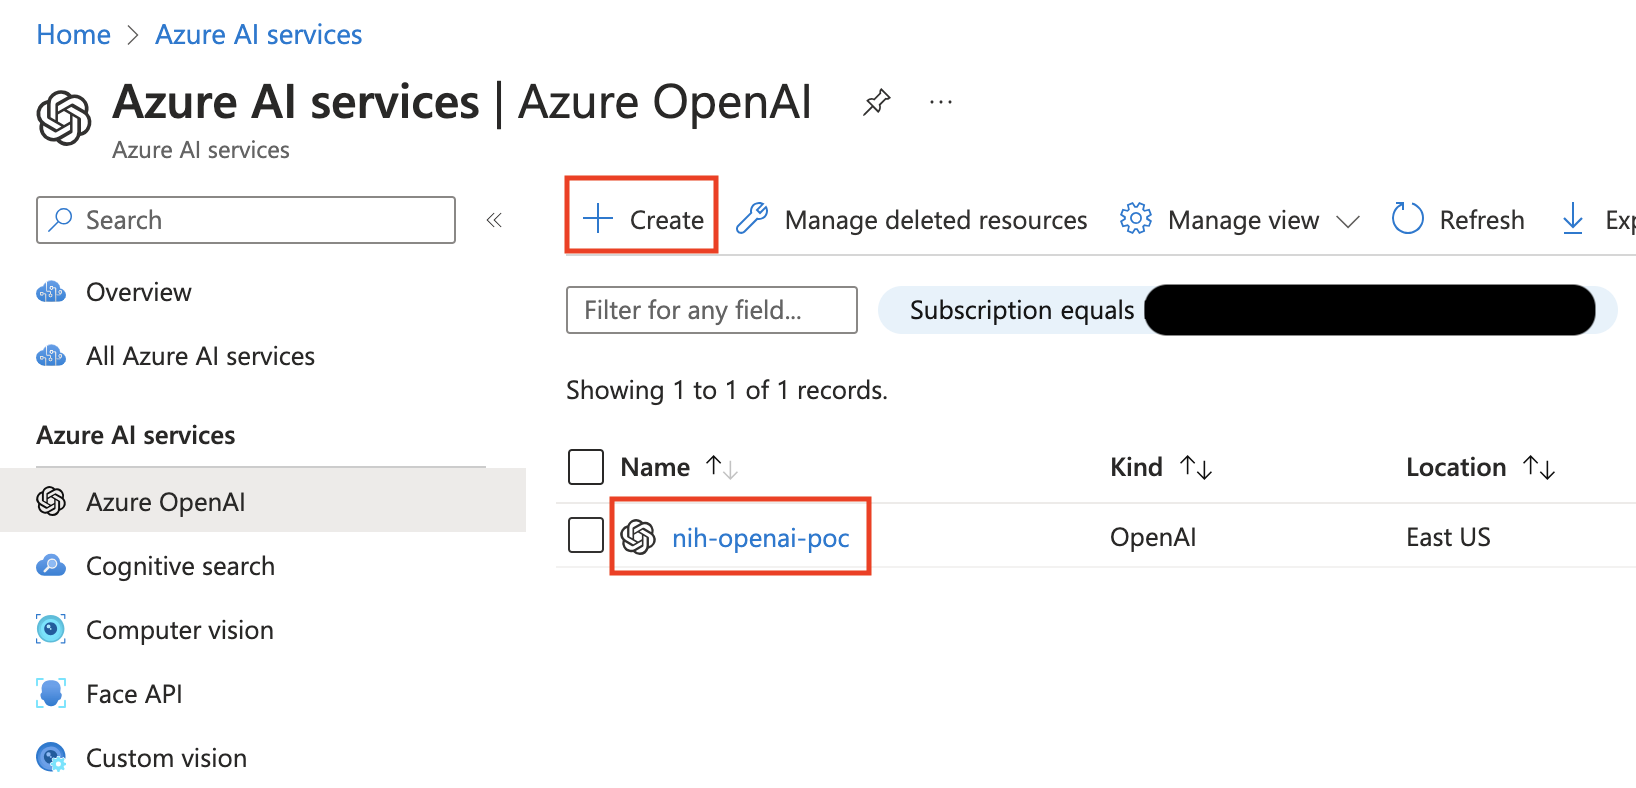 Home > Azure AI services
Azure AI services | Azure OpenAI ...
Azure AI services
Search «
Create Manage deleted resources Manage view Refresh Exp
Overview
All Azure AI services
Azure AI services
Azure OpenAI
Cognitive search
Computer vision
Face API
Custom vision
Filter for any field...
Subscription equals
Showing 1 to 1 of 1 records.
Name ↑↓ Kind ↑↓ Location ↑↓
nih-openai-poc OpenAI East US